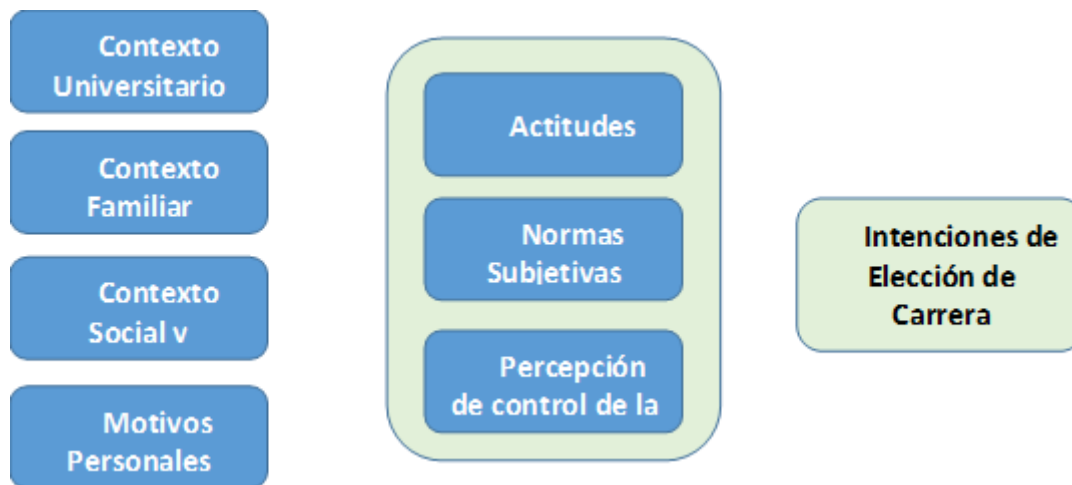 Contexto
Universitario
Contexto
Familiar
Contexto
Social y
Motivos
Personales
Actitudes
Normas
Subjetivas
Percepción
de control de la
Intenciones de
Elección de
Carrera